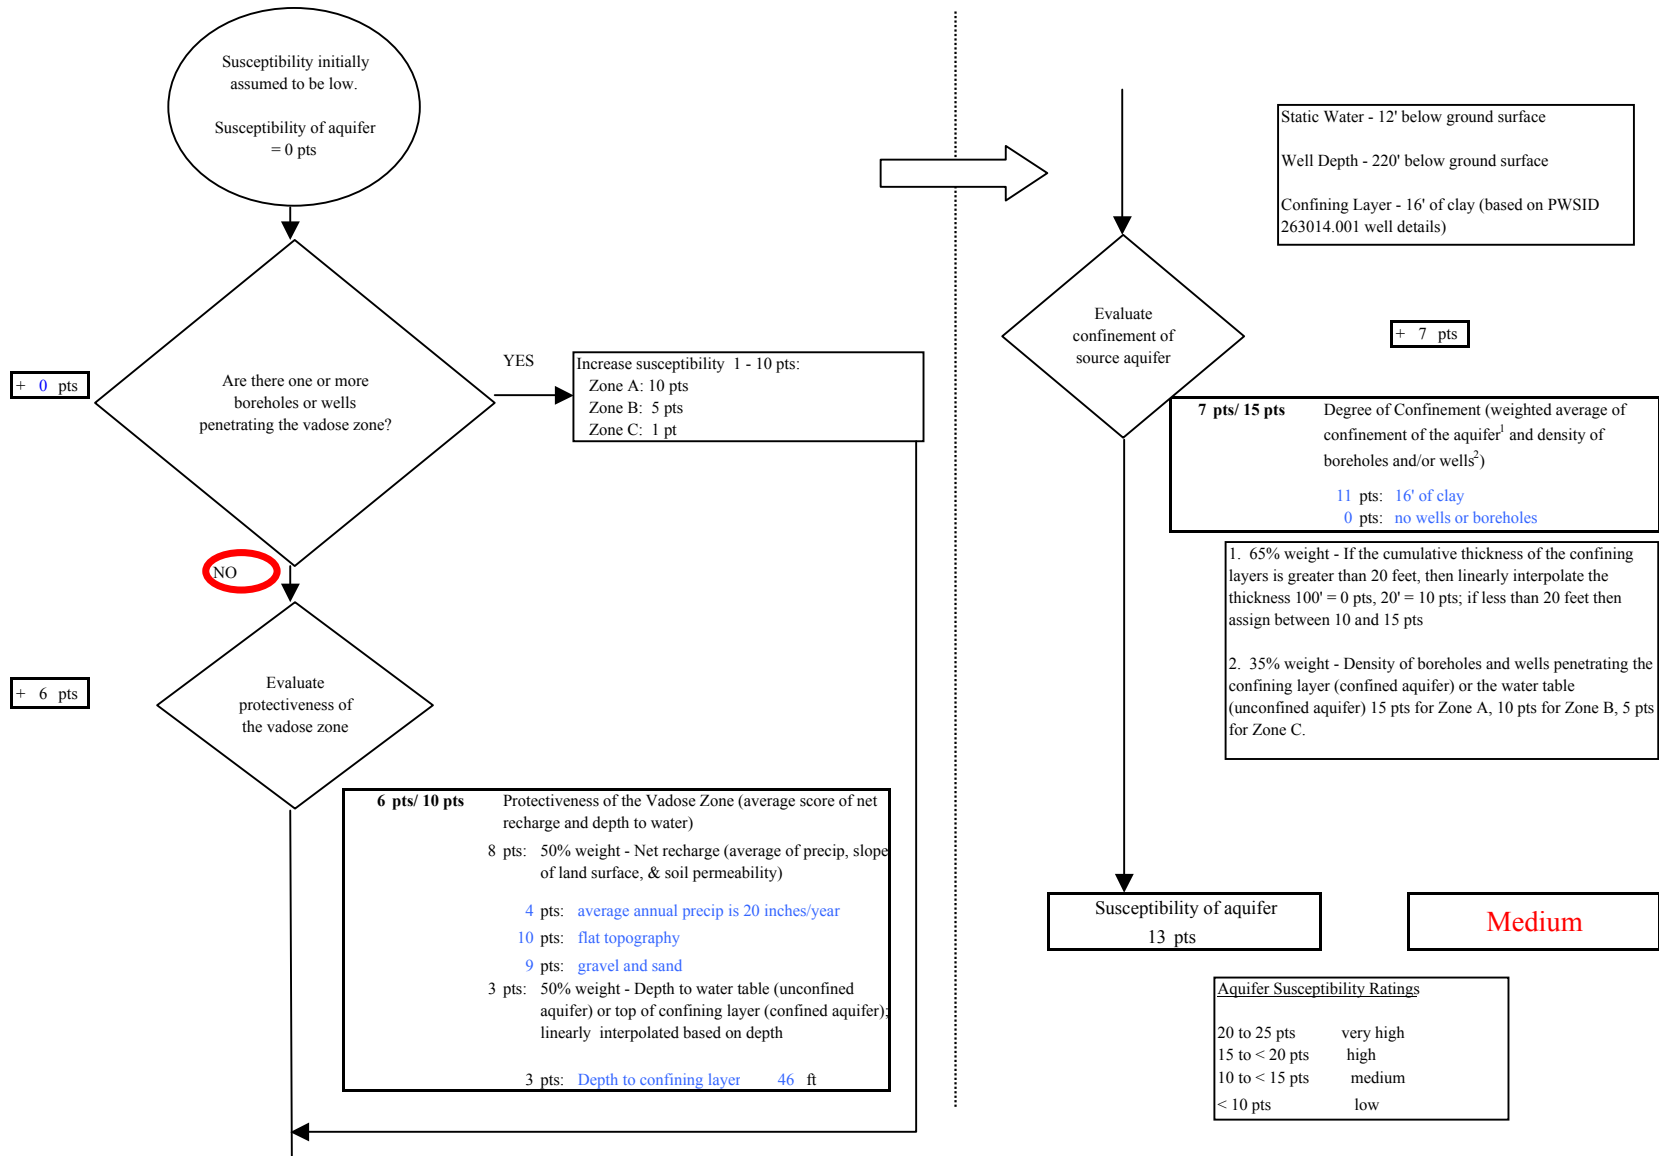 Susceptibility initially
assumed to be low.
Susceptibility of aquifer
= 0 pts
+ 0 pts
Are there one or more
boreholes or wells
penetrating the vadose zone?
YES
Increase susceptibility 1 - 10 pts:
Zone A: 10 pts
Zone B: 5 pts
Zone C: 1 pt
NO
+ 6 pts
Evaluate
protectiveness of
the vadose zone
6 pts/ 10 pts Protectiveness of the Vadose Zone (average score of net
recharge and depth to water)
8 pts: 50% weight - Net recharge (average of precip, slope
of land surface, & soil permeability)
4 pts: average annual precip is 20 inches/year
10 pts: flat topography
9 pts: gravel and sand
3 pts: 50% weight - Depth to water table (unconfined
aquifer) or top of confining layer (confined aquifer);
linearly interpolated based on depth
3 pts: Depth to confining layer 46 ft
Static Water - 12' below ground surface
Well Depth - 220' below ground surface
Confining Layer - 16' of clay (based on PWSID
263014.001 well details)
Evaluate
confinement of
source aquifer
+ 7 pts
7 pts/ 15 pts Degree of Confinement (weighted average of
confinement of the aquifer1 and density of
boreholes and/or wells2)
11 pts: 16' of clay
0 pts: no wells or boreholes
1. 65% weight - If the cumulative thickness of the confining
layers is greater than 20 feet, then linearly interpolate the
thickness 100' = 0 pts, 20' = 10 pts; if less than 20 feet then
assign between 10 and 15 pts
2. 35% weight - Density of boreholes and wells penetrating the
confining layer (confined aquifer) or the water table
(unconfined aquifer) 15 pts for Zone A, 10 pts for Zone B, 5 pts
for Zone C.
Susceptibility of aquifer
13 pts
Medium
Aquifer Susceptibility Ratings
20 to 25 pts very high
15 to < 20 pts high
10 to < 15 pts medium
< 10 pts low